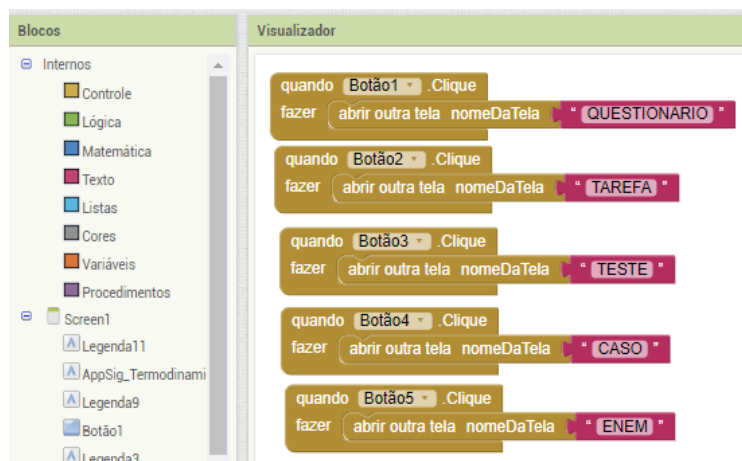 Blocos
Internos
Controle
Lógica
Matemática
Texto
Listas
Cores
Variáveis
Procedimentos
Screen1
Legenda11
AppSig_Termodinami
Legenda9
Botão1
Legenda3
Visualizador
quando Botão1 .Clique
fazer abrir outra tela nomeDaTela " QUESTIONARIO "
quando Botão2 .Clique
fazer abrir outra tela nomeDaTela " TAREFA "
quando Botão3 .Clique
fazer abrir outra tela nomeDaTela " TESTE "
quando Botão4 .Clique
fazer abrir outra tela nomeDaTela " CASO "
quando Botão5 .Clique
fazer abrir outra tela nomeDaTela " ENEM "